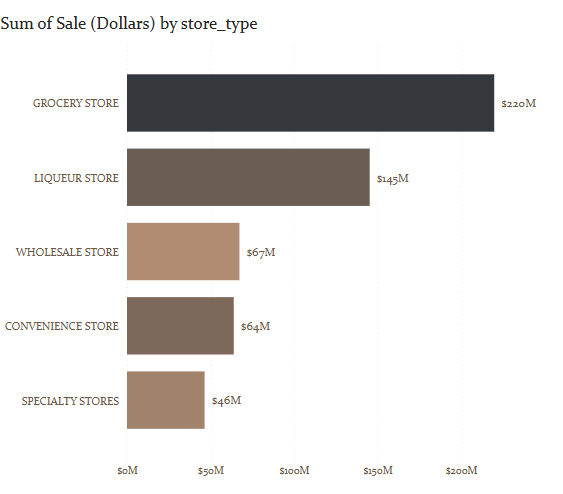 Sum of Sale (Dollars) by store_type
GROCERY STORE $220M
LIQUEUR STORE $145M
WHOLESALE STORE $67M
CONVENIENCE STORE $64M
SPECIALTY STORES $46M
$0M $50M $100M $150M $200M